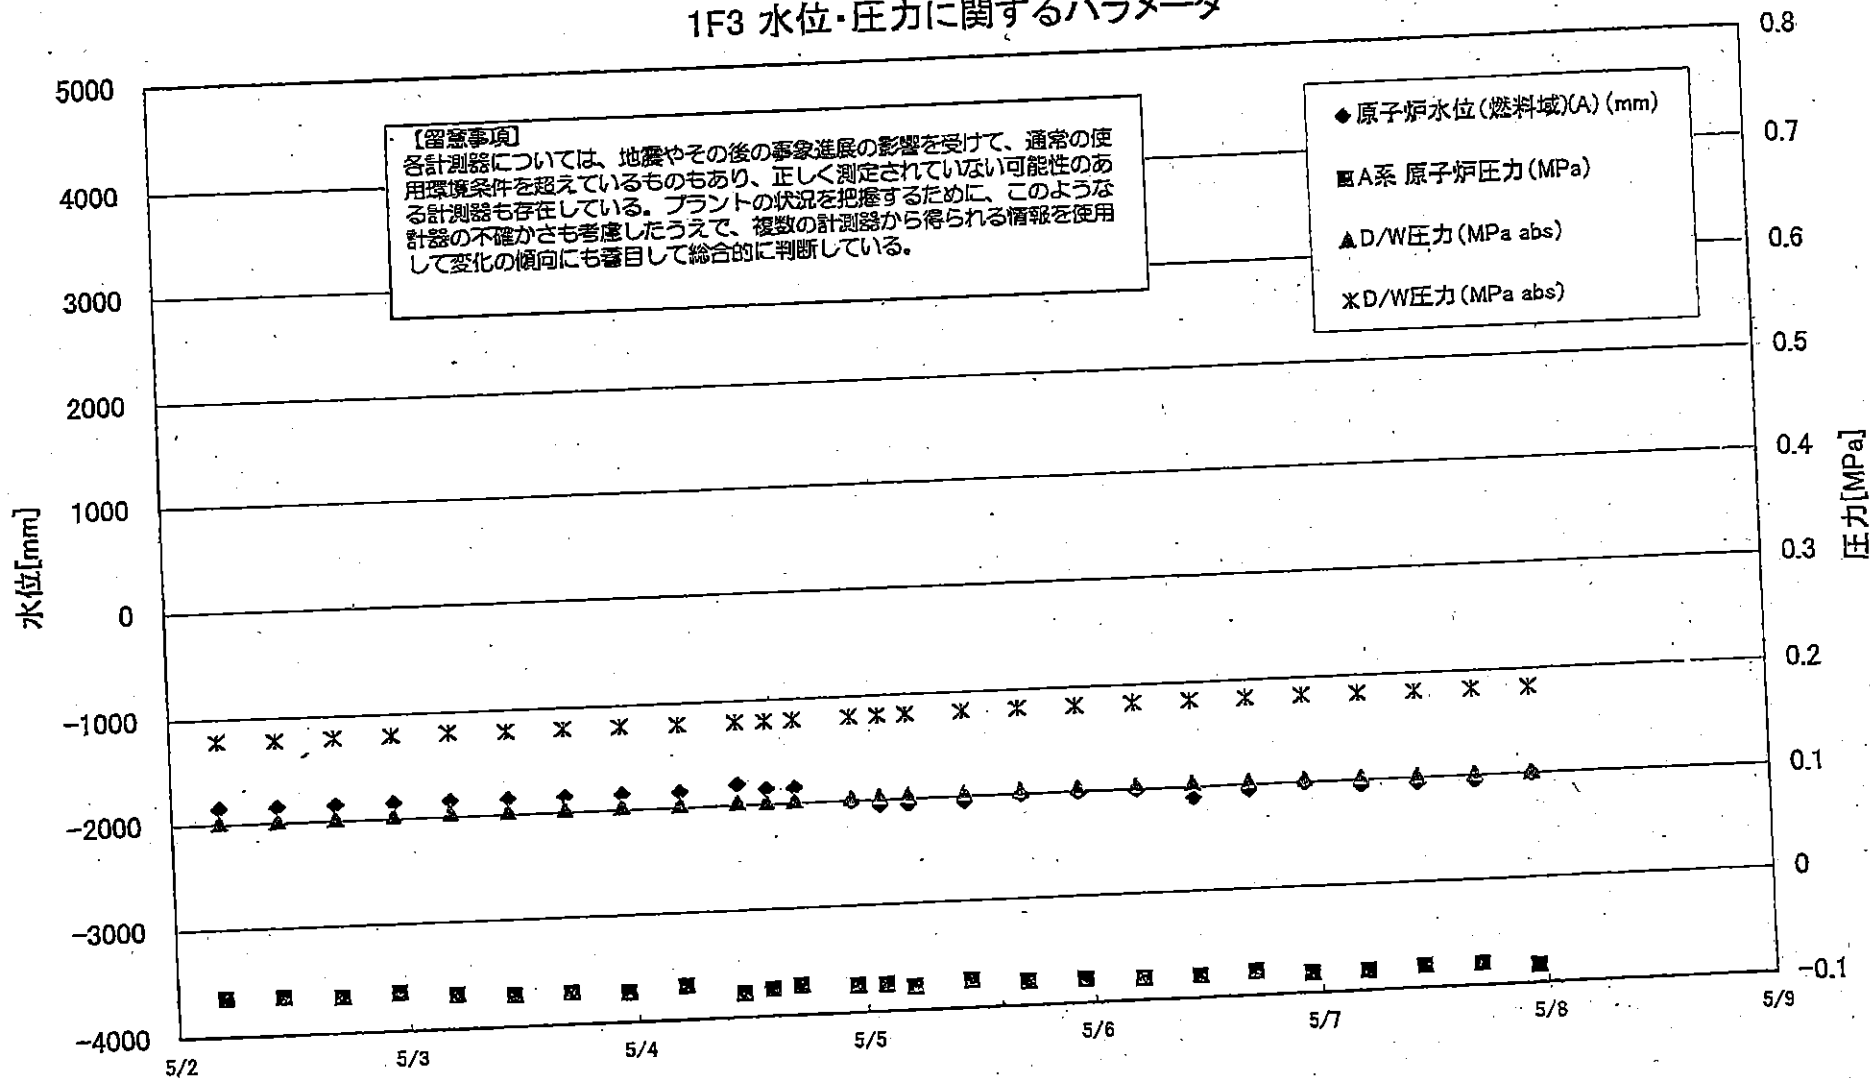 1F3 水位・圧力に関するパラメータ
5000
4000
3000
2000
1000
0
-1000
-2000
-3000
-4000
水位[mm]
【留意事項】
各計測器については、地震やその後の事象進展の影響を受けて、通常の使
用環境条件を超えているものもあり、正しく測定されていない可能性のあ
る計測器も存在している。プラントの状況を把握するために、このような
計器の不確かさも考慮したうえで、複数の計測器から得られる情報を使用
して変化の傾向にも着目して総合的に判断している。
◆原子炉水位(燃料域)(A) (mm)
■A系 原子炉圧力(MPa)
▲D/W圧力(MPa abs)
＊D/W圧力(MPa abs)
0.8
0.7
0.6
0.5
0.4
0.3
0.2
0.1
0
-0.1
圧力[MPa]
5/2
5/3
5/4
5/5
5/6
5/7
5/8
5/9